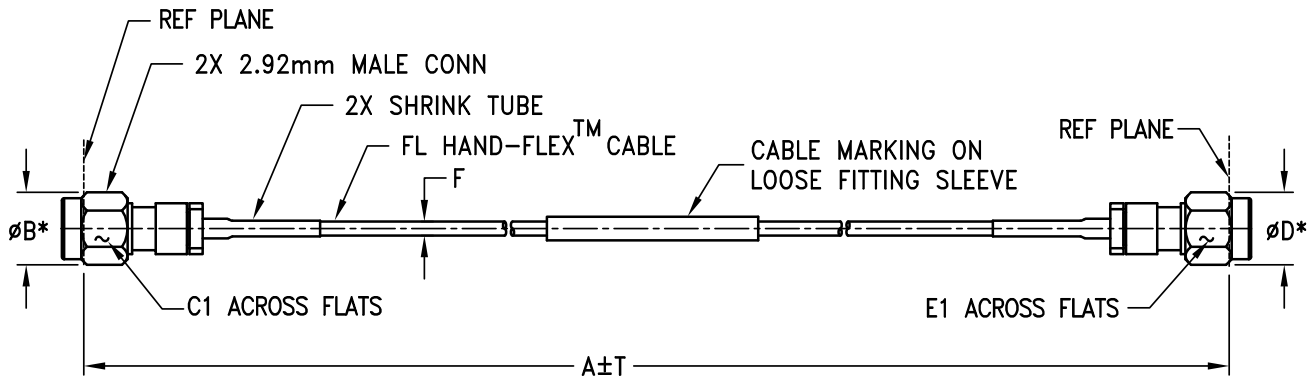 REF PLANE
2X 2.92mm MALE CONN
2X SHRINK TUBE
FL HAND-FLEX™ CABLE
F
CABLE MARKING ON
LOOSE FITTING SLEEVE
REF PLANE
øB*
øD*
C1 ACROSS FLATS
E1 ACROSS FLATS
A±T